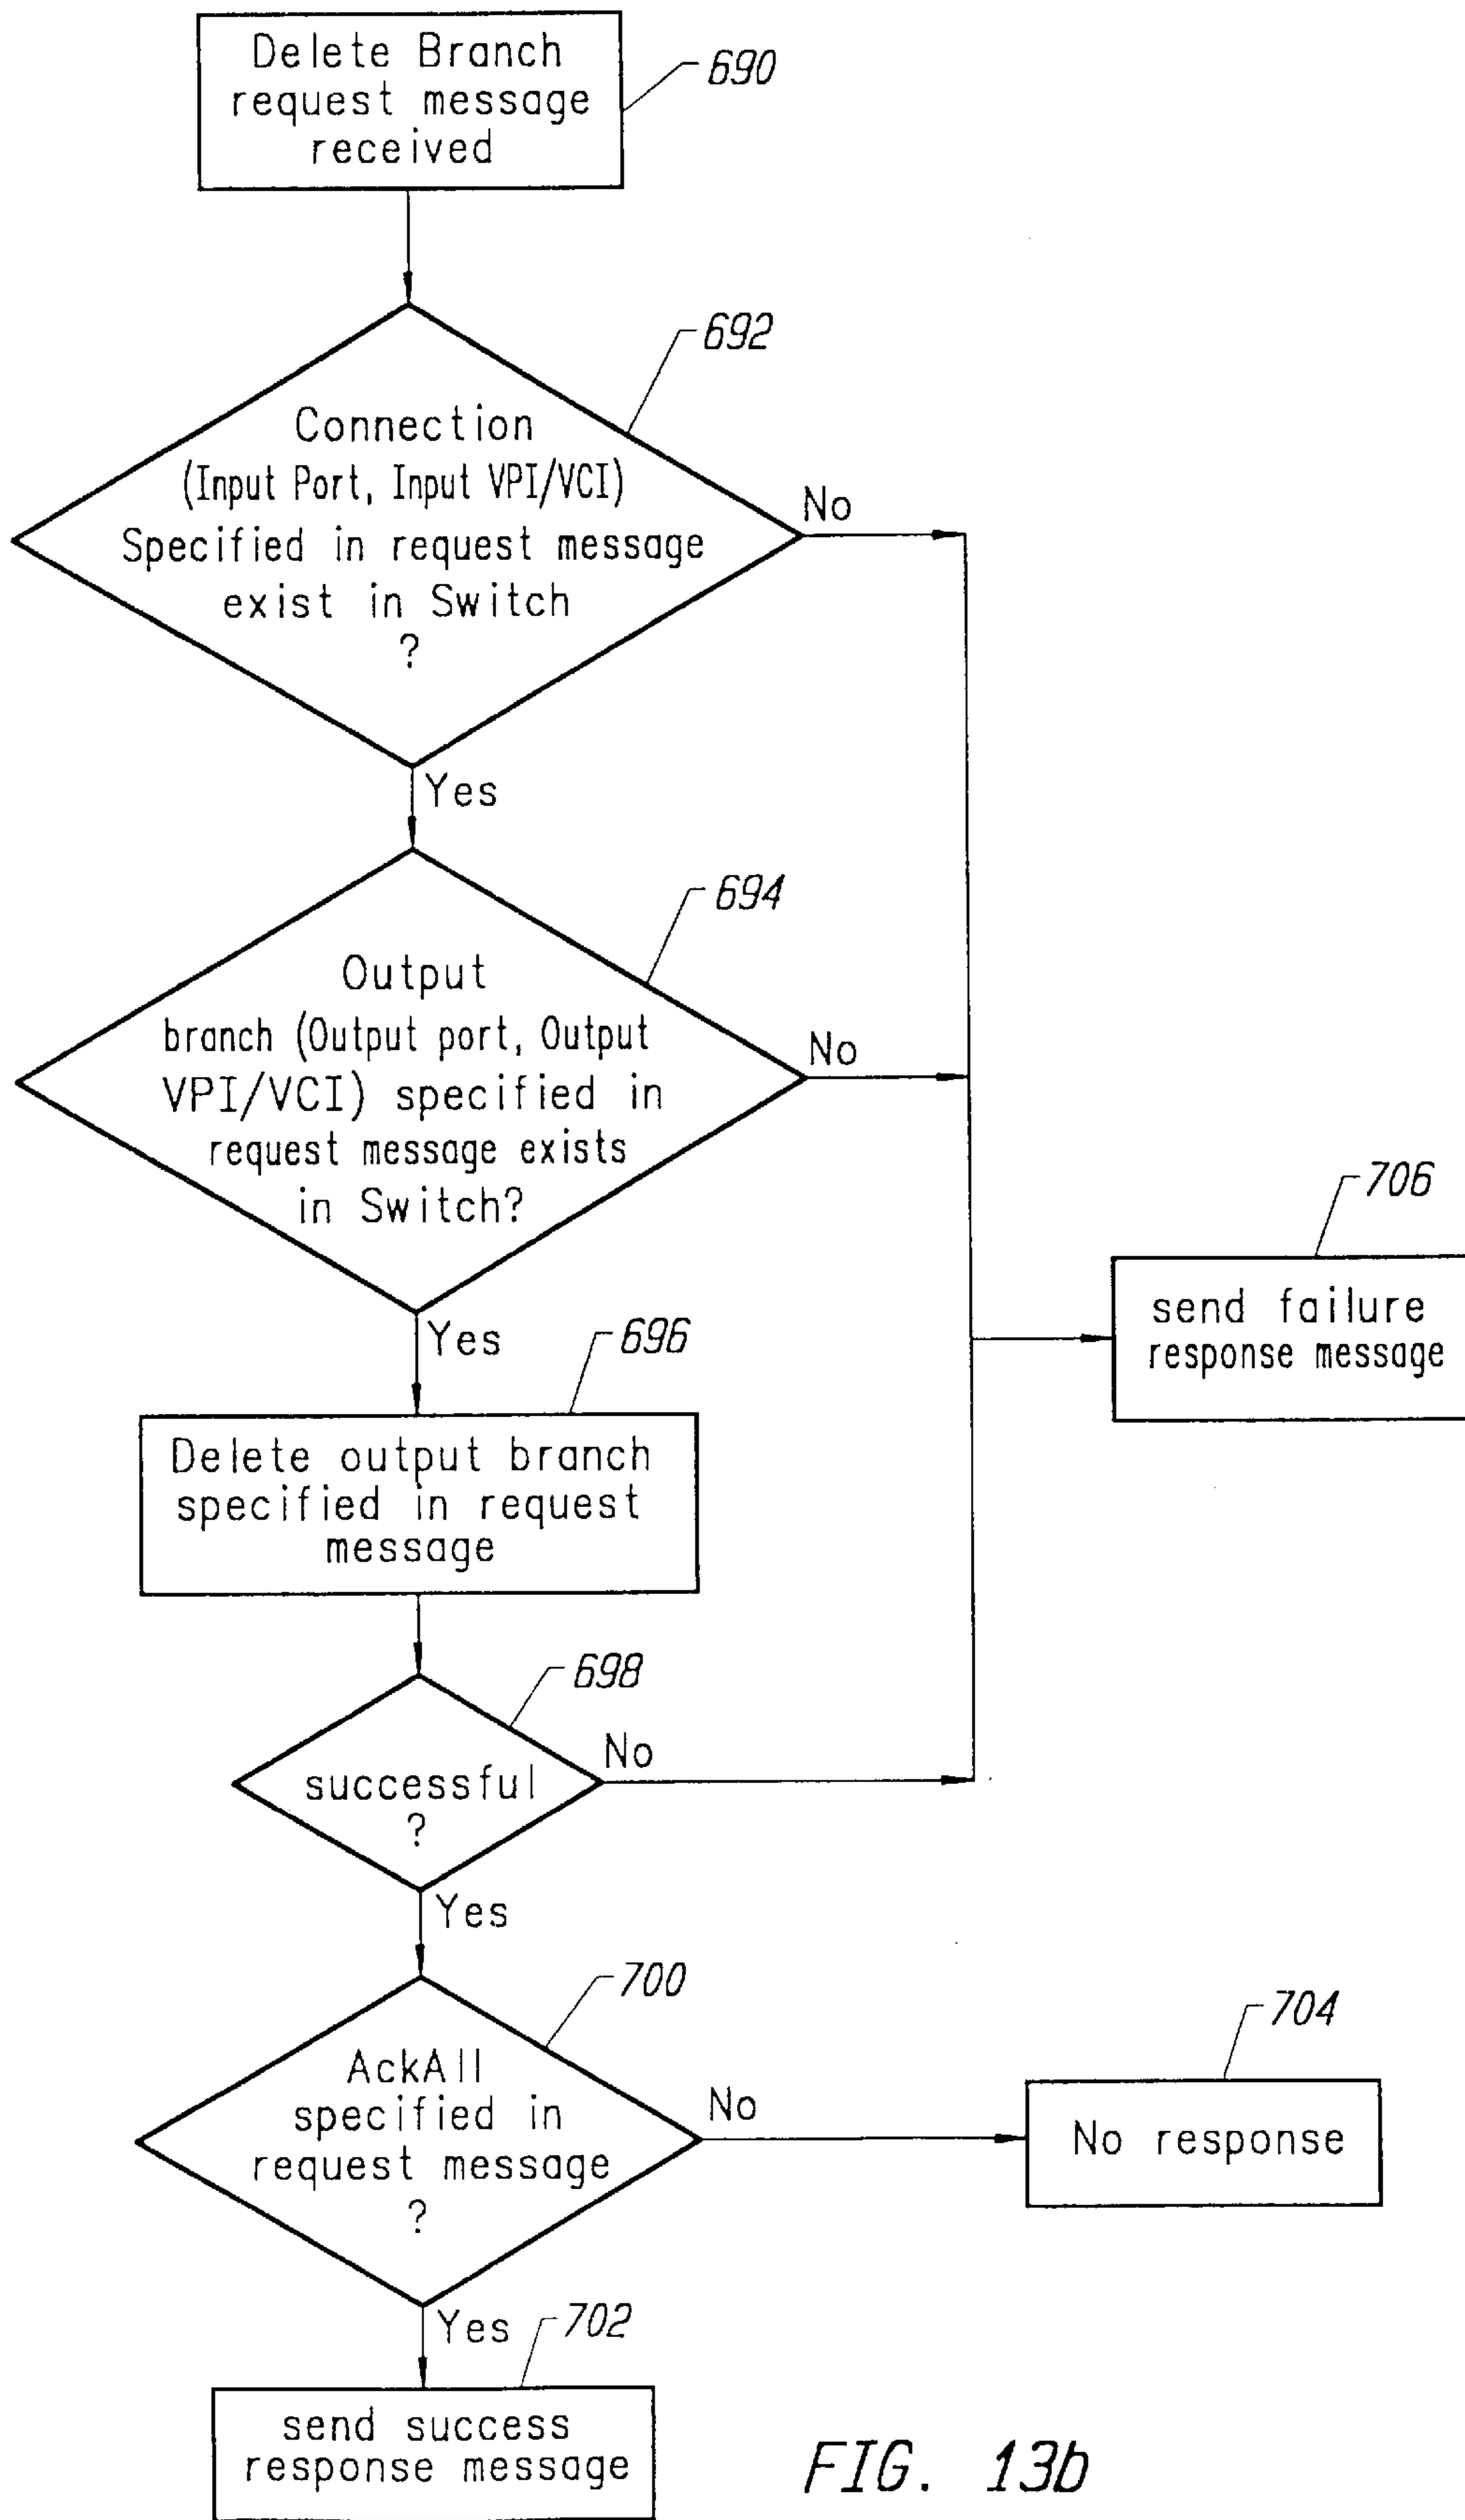 Delete Branch
request message
received
690
692
Connection
(Input Port, Input VPI/VCI)
Specified in request message
exist in Switch
?
No
Yes
694
Output
branch (Output port, Output
VPI/VCI) specified in
request message exists
in Switch?
No
Yes
706
send failure
response message
696
Delete output branch
specified in request
message
698
successful
?
No
Yes
700
AckAll
specified in
request message
?
No
704
No response
Yes
702
send success
response message
FIG. 13b